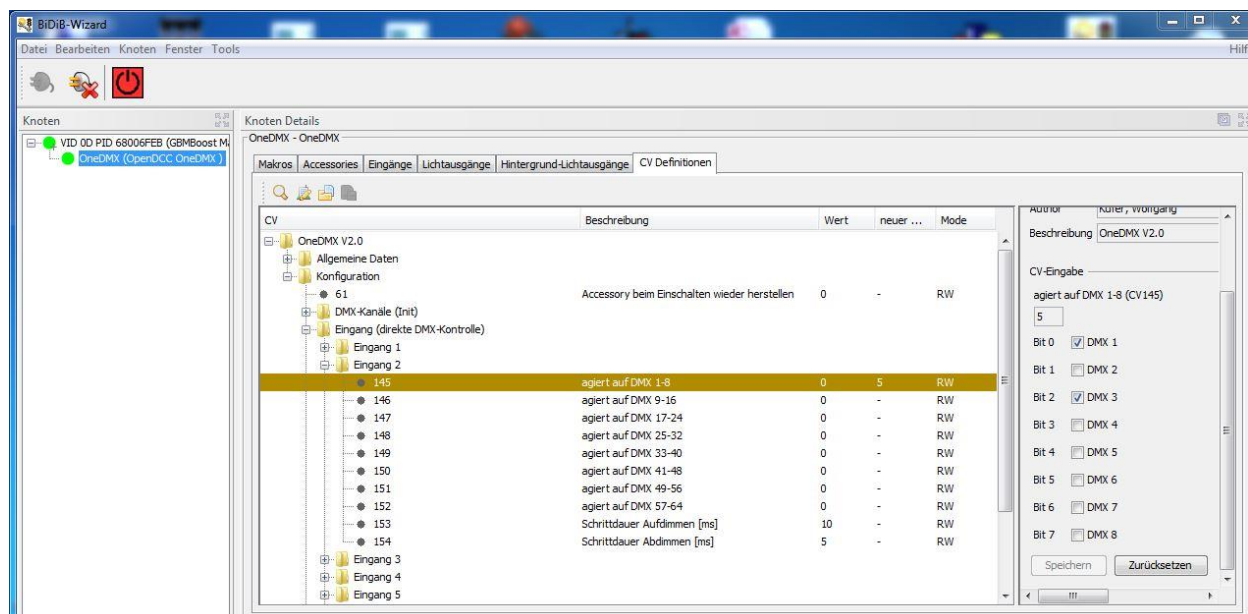 BiDiB-Wizard
Datei Bearbeiten Knoten Fenster Tools
Hilf
Knoten
VID 0D PID 68006FEB (GBMBoost Ma
OneDMX (OpenDCC OneDMX )
Knoten Details
OneDMX - OneDMX
Makros Accessories Eingänge Lichtausgänge Hintergrund-Lichtausgänge CV Definitionen
CV Beschreibung Wert neuer ... Mode
OneDMX V2.0
Allgemeine Daten
Konfiguration
61 Accessory beim Einschalten wieder herstellen 0 - RW
DMX-Kanäle (Init)
Eingang (direkte DMX-Kontrolle)
Eingang 1
Eingang 2
145 agiert auf DMX 1-8 0 5 RW
146 agiert auf DMX 9-16 0 - RW
147 agiert auf DMX 17-24 0 - RW
148 agiert auf DMX 25-32 0 - RW
149 agiert auf DMX 33-40 0 - RW
150 agiert auf DMX 41-48 0 - RW
151 agiert auf DMX 49-56 0 - RW
152 agiert auf DMX 57-64 0 - RW
153 Schrittdauer Aufdimmen [ms] 10 - RW
154 Schrittdauer Abdimmen [ms] 5 - RW
Eingang 3
Eingang 4
Eingang 5
Author Kufer, Wolfgang
Beschreibung OneDMX V2.0
CV-Eingabe
agiert auf DMX 1-8 (CV145)
5
Bit 0 DMX 1
Bit 1 DMX 2
Bit 2 DMX 3
Bit 3 DMX 4
Bit 4 DMX 5
Bit 5 DMX 6
Bit 6 DMX 7
Bit 7 DMX 8
Speichern Zurücksetzen